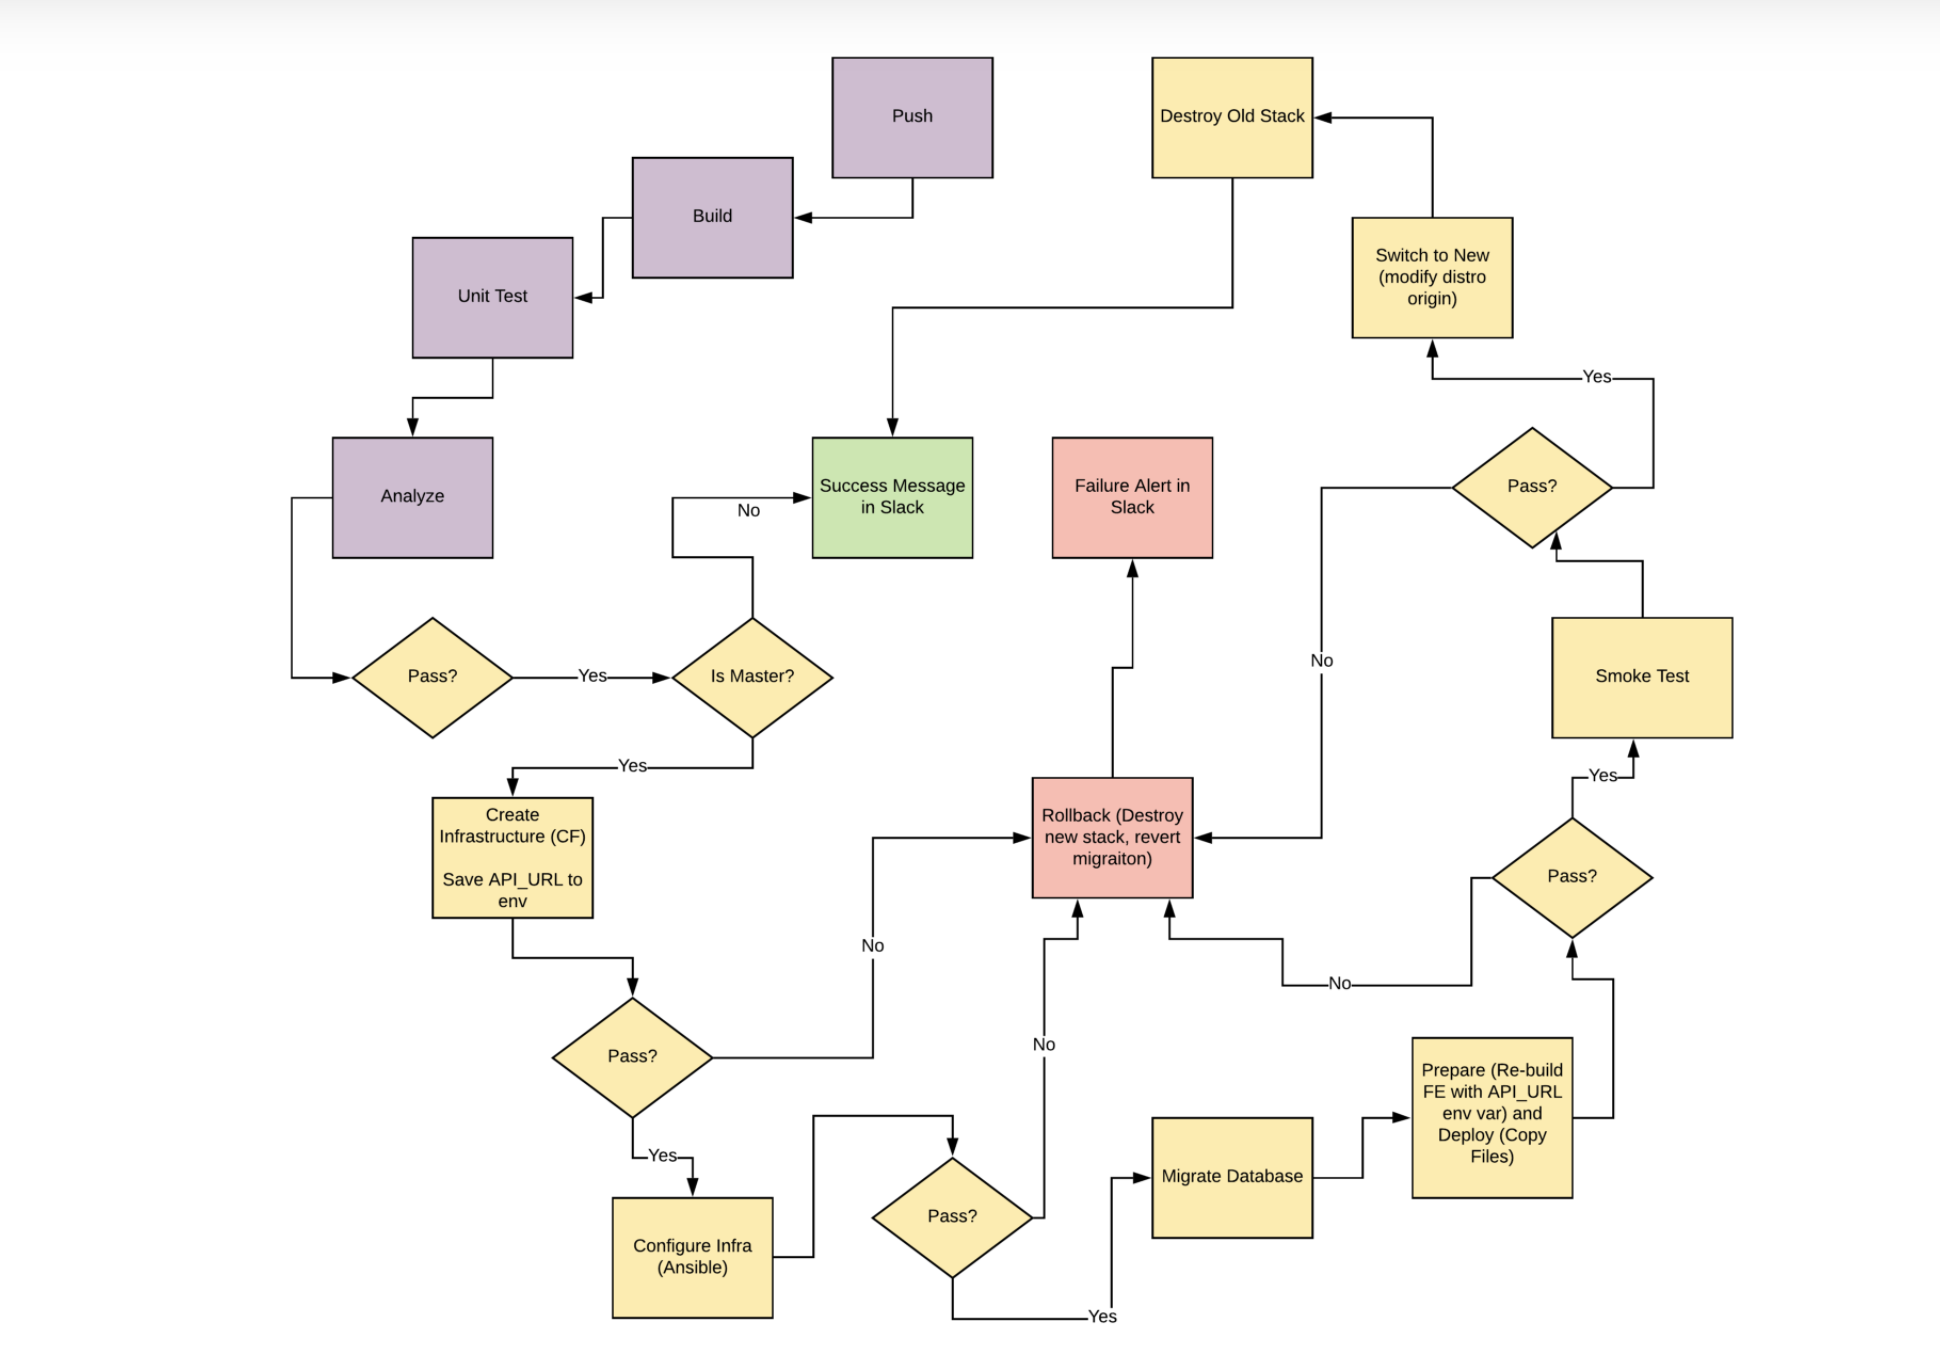 Push
Destroy Old Stack
Build
Switch to New
(modify distro
origin)
Unit Test
Yes
Analyze
Success Message
in Slack
No
Failure Alert in
Slack
Pass?
No
Pass?
Yes
Is Master?
Smoke Test
Yes
Yes
Create
Infrastructure (CF)
Save API_URL to
env
Rollback (Destroy
new stack, revert
migraiton)
Pass?
No
No
No
Pass?
Prepare (Re-build
FE with API_URL
env var) and
Deploy (Copy
Files)
Yes
Pass?
Migrate Database
Configure Infra
(Ansible)
Yes